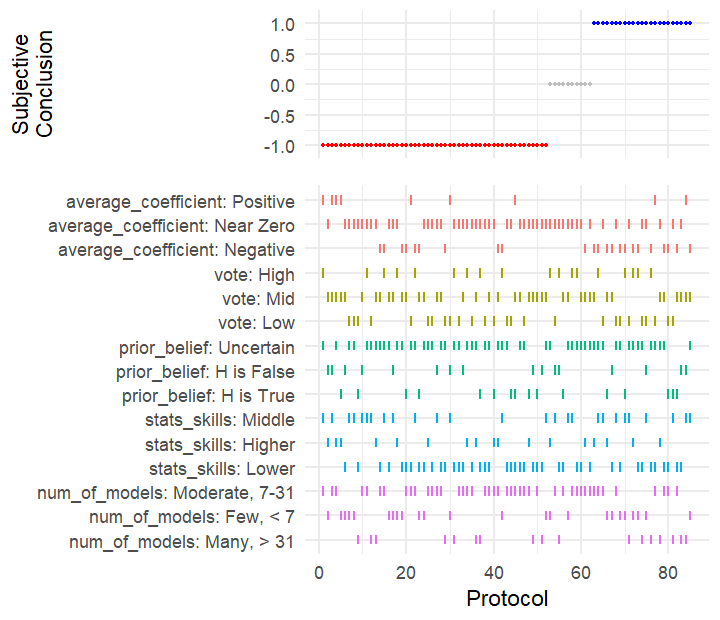 Subjective
Conclusion
1.0
0.5
0.0
-0.5
-1.0
average_coefficient: Positive
average_coefficient: Near Zero
average_coefficient: Negative
vote: High
vote: Mid
vote: Low
prior_belief: Uncertain
prior_belief: H is False
prior_belief: H is True
stats_skills: Middle
stats_skills: Higher
stats_skills: Lower
num_of_models: Moderate, 7-31
num_of_models: Few, < 7
num_of_models: Many, > 31
0 20 40 60 80
Protocol